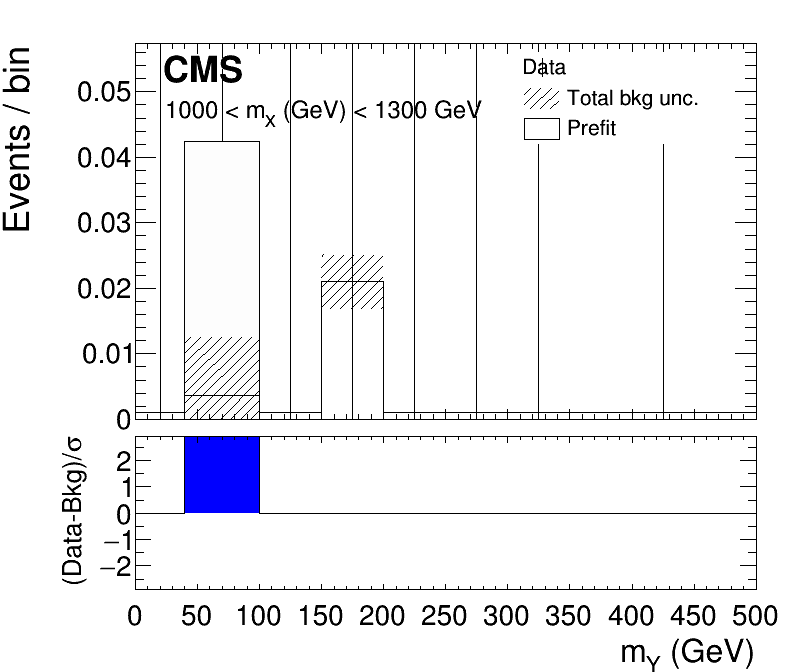 CMS
1000 < mX (GeV) < 1300 GeV
Data
Total bkg unc.
Prefit
Events / bin
0.05
0.04
0.03
0.02
0.01
0
(Data-Bkg)/σ
2
1
0
−1
−2
0 50 100 150 200 250 300 350 400 450 500
mY (GeV)